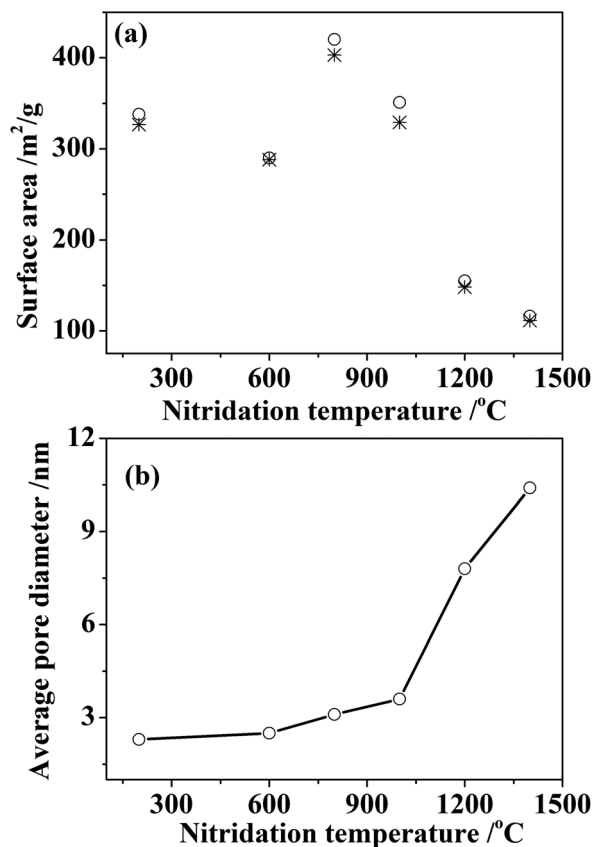 (a)
Surface area /m²/g
400
300
200
100
300 600 900 1200 1500
Nitridation temperature /°C
(b)
Average pore diameter /nm
12
9
6
3
300 600 900 1200 1500
Nitridation temperature /°C